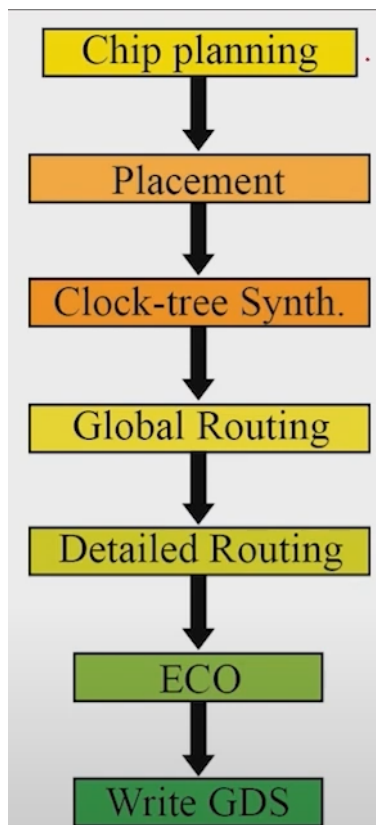 Chip planning
Placement
Clock-tree Synth.
Global Routing
Detailed Routing
ECO
Write GDS